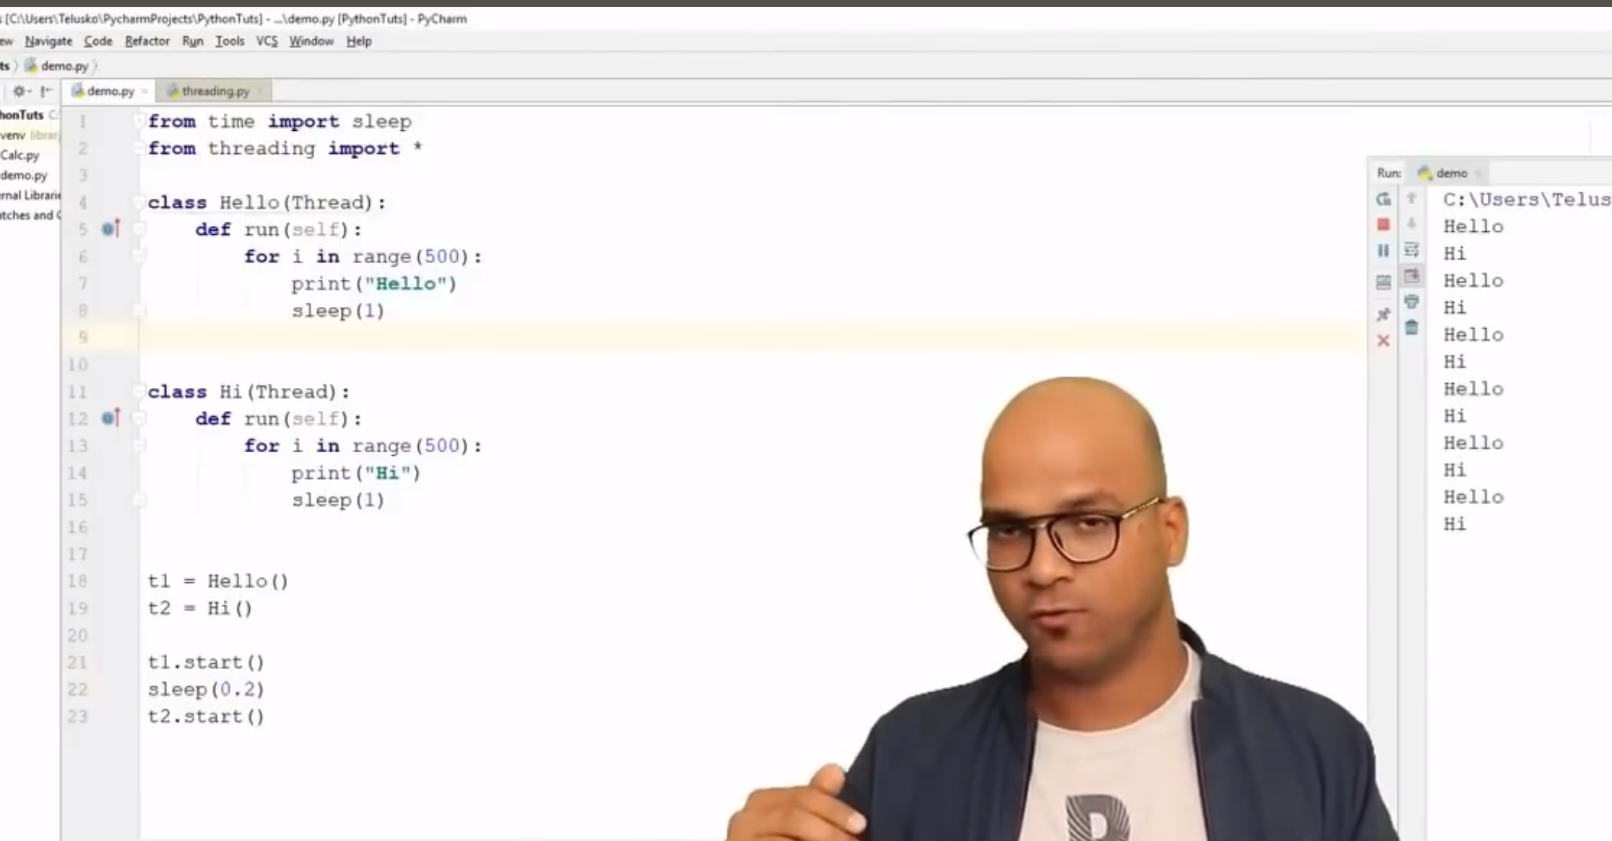 [C:\Users\Telusko\PycharmProjects\PythonTuts] - ...\demo.py [PythonTuts] - PyCharm
ew Navigate Code Refactor Run Tools VCS Window Help
ts demo.py
demo.py threading.py
honTuts C:
venv librar
Calc.py
demo.py
rnal Librarie
tches and C
1 from time import sleep
2 from threading import *
3
4 class Hello(Thread):
5 def run(self):
6 for i in range(500):
7 print("Hello")
8 sleep(1)
9
10
11 class Hi(Thread):
12 def run(self):
13 for i in range(500):
14 print("Hi")
15 sleep(1)
16
17
18 t1 = Hello()
19 t2 = Hi()
20
21 t1.start()
22 sleep(0.2)
23 t2.start()
Run: demo
C:\Users\Telus
Hello
Hi
Hello
Hi
Hello
Hi
Hello
Hi
Hello
Hi
Hello
Hi